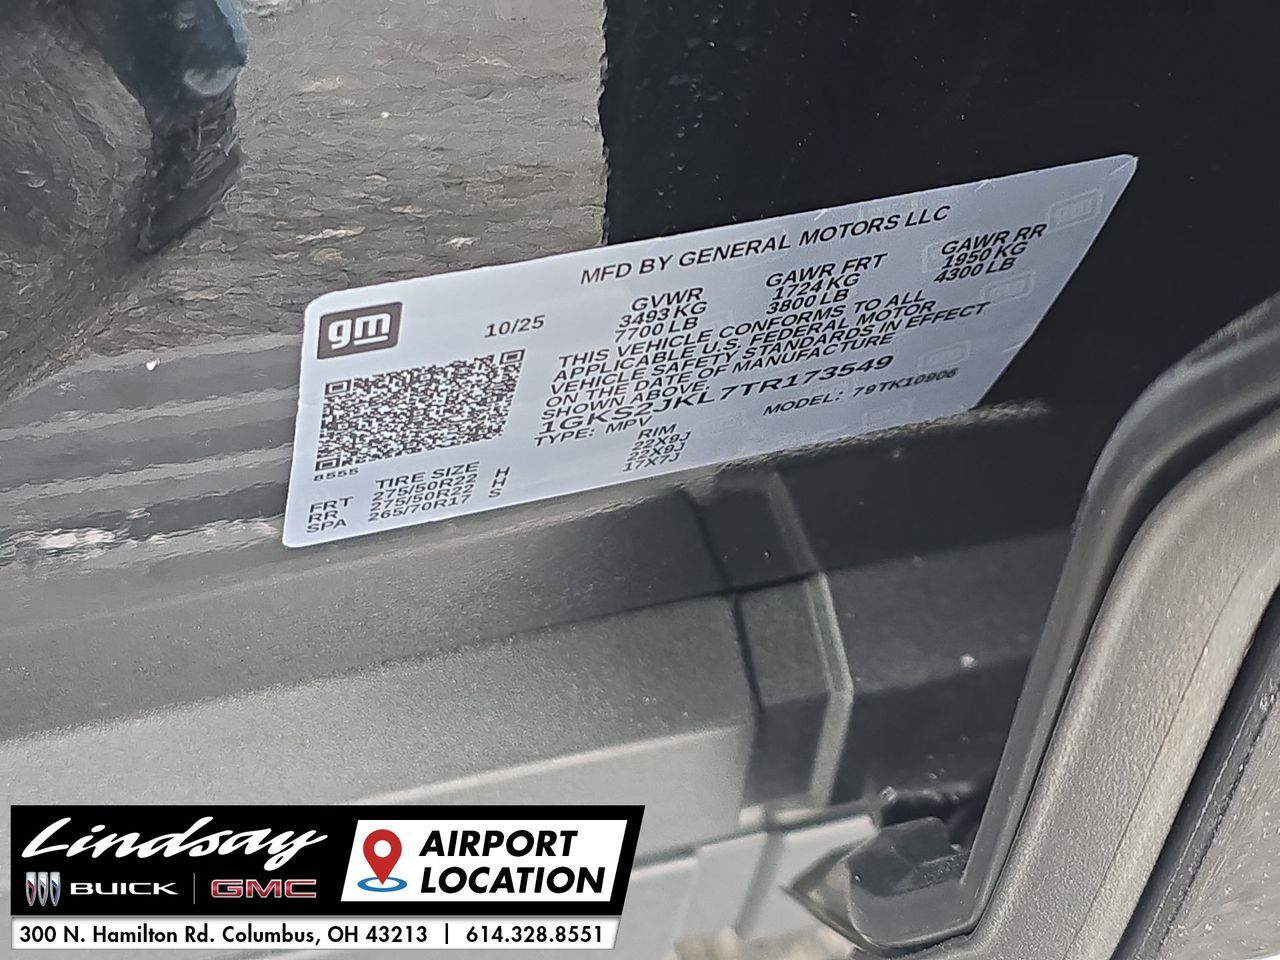 MFD BY GENERAL MOTORS LLC
gm
10/25
GVWR GAWR FRT GAWR RR
3493 KG 1724 KG 1950 KG
7700 LB 3800 LB 4300 LB
THIS VEHICLE CONFORMS TO ALL
APPLICABLE U.S. FEDERAL MOTOR
VEHICLE SAFETY STANDARDS IN EFFECT
ON THE DATE OF MANUFACTURE
SHOWN ABOVE.
1GKS2JKL7TR173549
TYPE: MPV MODEL: 79TK10906
8555
TIRE SIZE RIM
FRT 275/50R22 H 22X9J
RR 275/50R22 H 22X9J
SPA 265/70R17 S 17X7J
Lindsay
BUICK | GMC
AIRPORT
LOCATION
300 N. Hamilton Rd. Columbus, OH 43213 | 614.328.8551